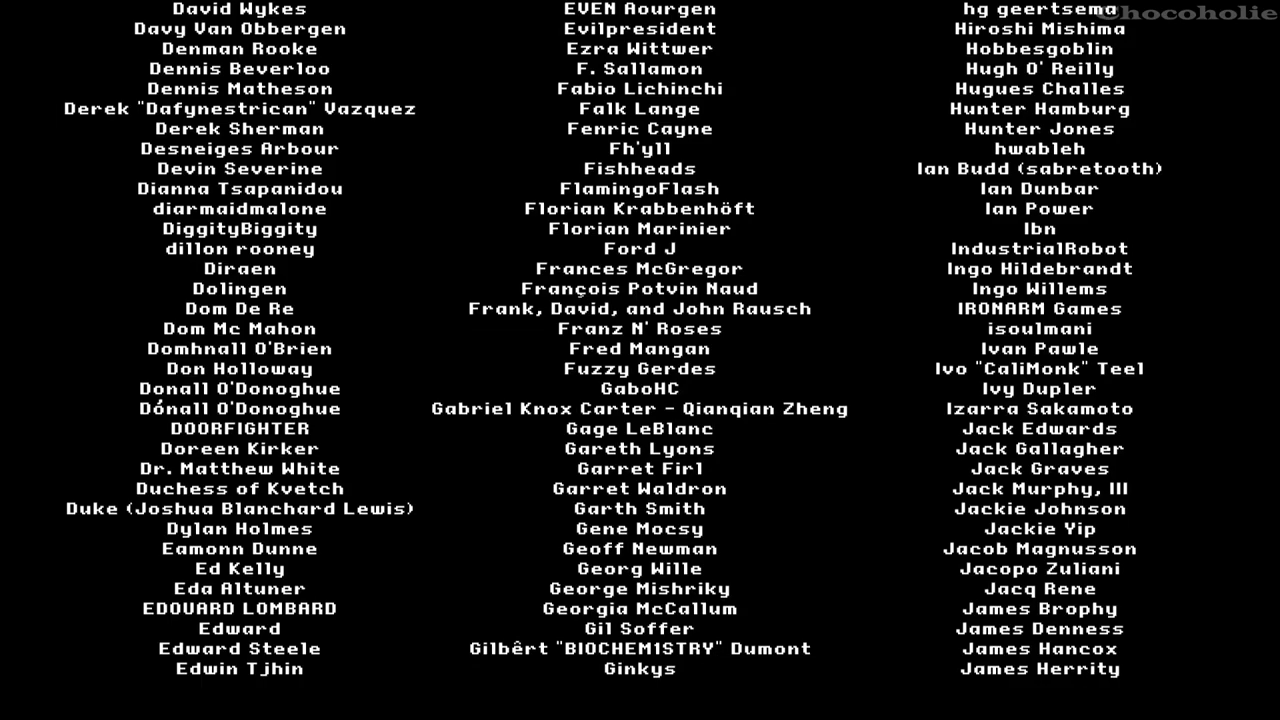 David Wykes
Davy Van Obbergen
Denman Rooke
Dennis Beverloo
Dennis Matheson
Derek "Dafynestrican" Vazquez
Derek Sherman
Desneiges Arbour
Devin Severine
Dianna Tsapanidou
diarmaidmalone
DiggityBiggity
dillon rooney
Diraen
Dolingen
Dom De Re
Dom Mc Mahon
Domhnall O'Brien
Don Holloway
Donall O'Donoghue
Dónall O'Donoghue
DOORFIGHTER
Doreen Kirker
Dr. Matthew White
Duchess of Kvetch
Duke (Joshua Blanchard Lewis)
Dylan Holmes
Eamonn Dunne
Ed Kelly
Eda Altuner
EDOUARD LOMBARD
Edward
Edward Steele
Edwin Tjhin
EVEN Aourgen
Evilpresident
Ezra Wittwer
F. Sallamon
Fabio Lichinchi
Falk Lange
Fenric Cayne
Fh'yll
Fishheads
FlamingoFlash
Florian Krabbenhöft
Florian Marinier
Ford J
Frances McGregor
François Potvin Naud
Frank, David, and John Rausch
Franz N' Roses
Fred Mangan
Fuzzy Gerdes
GaboHC
Gabriel Knox Carter - Qianqian Zheng
Gage LeBlanc
Gareth Lyons
Garret Firl
Garret Waldron
Garth Smith
Gene Mocsy
Geoff Newman
Georg Wille
George Mishriky
Georgia McCallum
Gil Soffer
Gilbêrt "BIOCHEM1STRY" Dumont
Ginkys
hg geertsema
Chocoholie
Hiroshi Mishima
Hobbesgoblin
Hugh O' Reilly
Hugues Challes
Hunter Hamburg
Hunter Jones
hwableh
Ian Budd (sabretooth)
Ian Dunbar
Ian Power
Ibn
IndustrialRobot
Ingo Hildebrandt
Ingo Willems
IRONARM Games
isoulmani
Ivan Pawle
Ivo "CaliMonk" Teel
Ivy Dupler
Izarra Sakamoto
Jack Edwards
Jack Gallagher
Jack Graves
Jack Murphy, III
Jackie Johnson
Jackie Yip
Jacob Magnusson
Jacopo Zuliani
Jacq Rene
James Brophy
James Denness
James Hancox
James Herrity